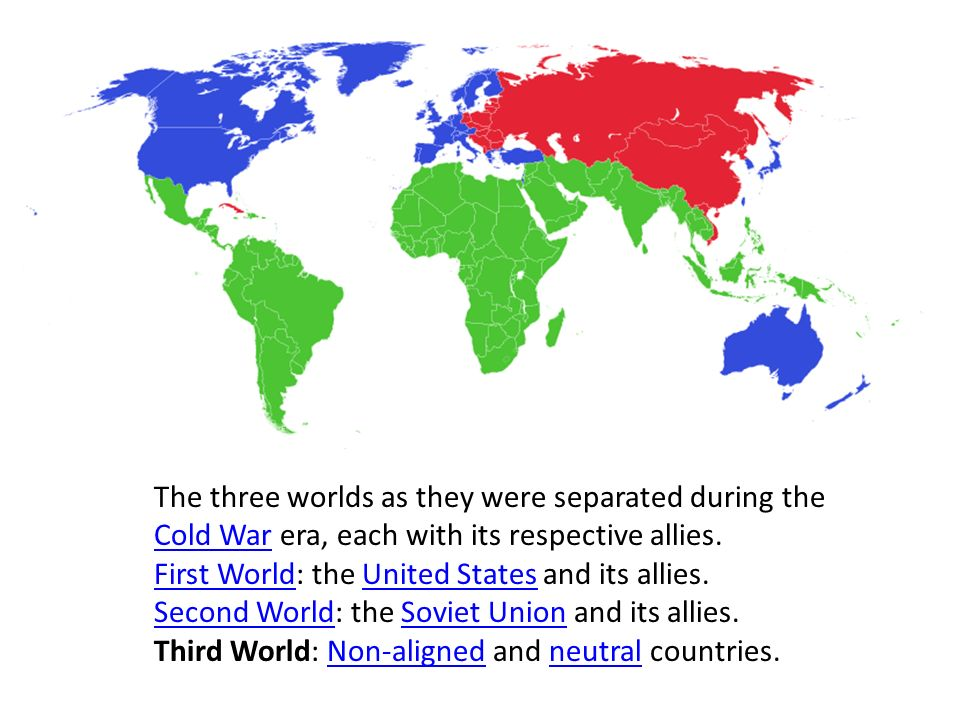 The three worlds as they were separated during the
Cold War era, each with its respective allies.
First World: the United States and its allies.
Second World: the Soviet Union and its allies.
Third World: Non-aligned and neutral countries.